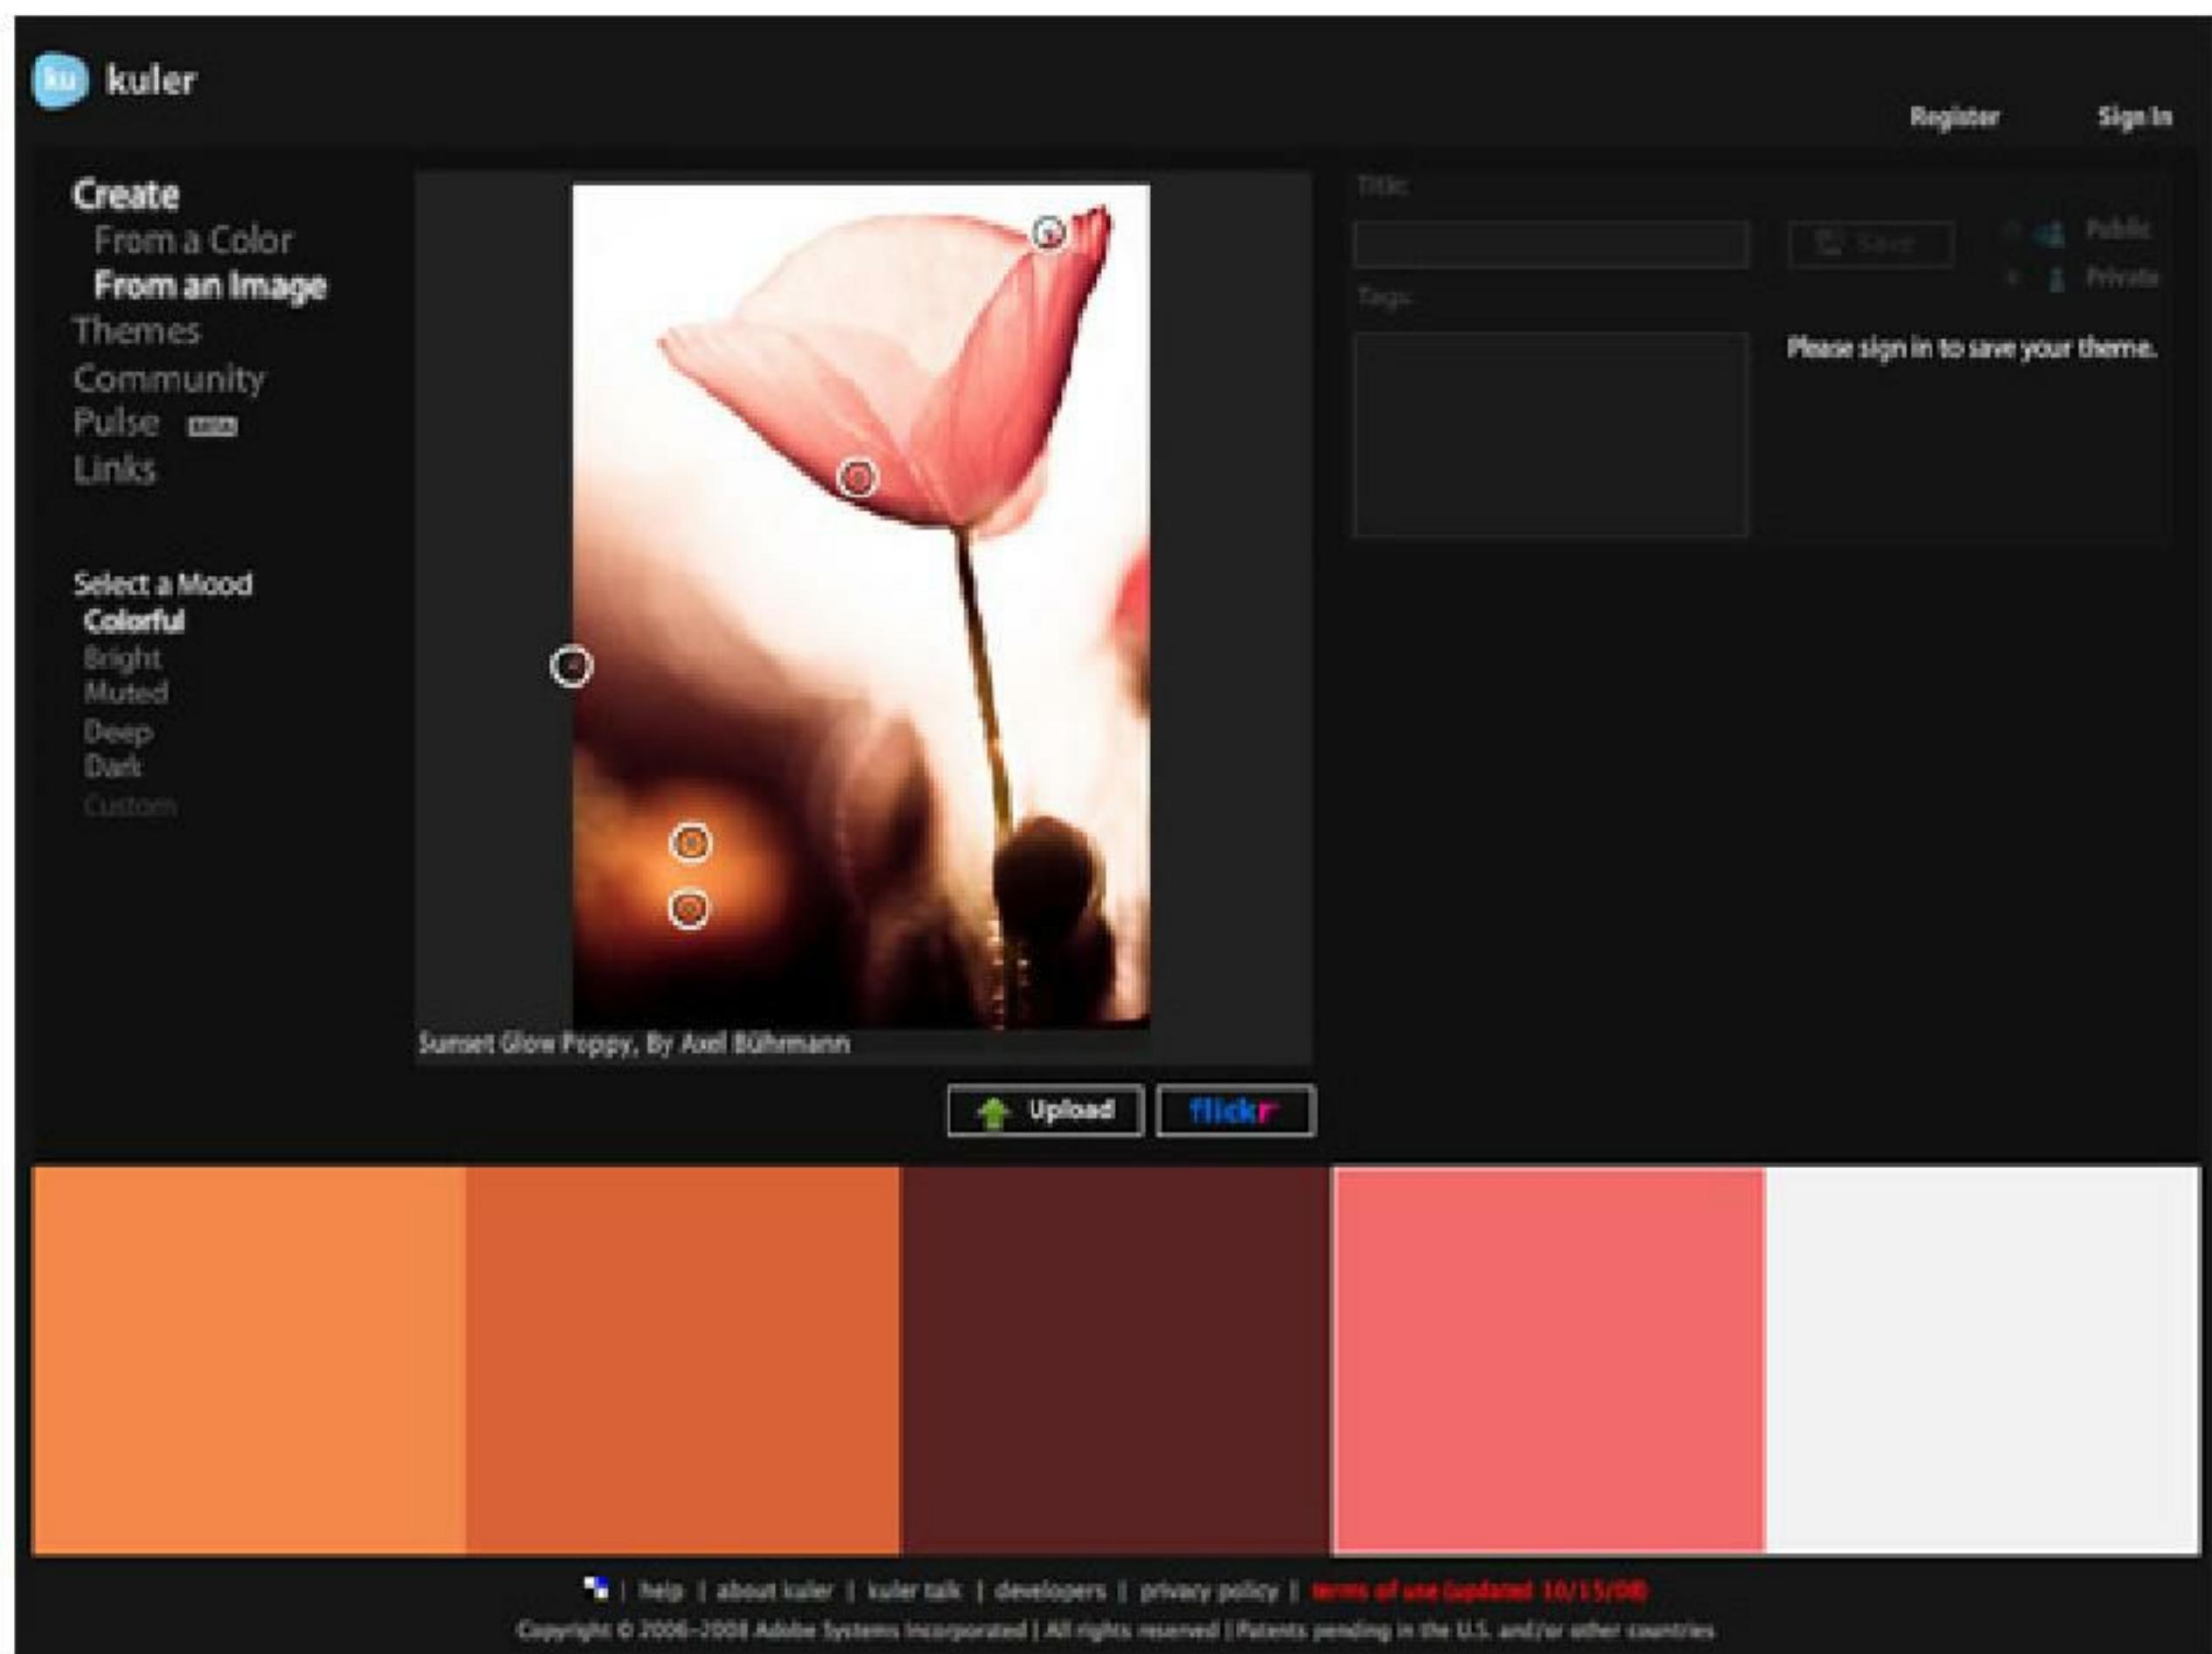 ku kuler
Register Sign In
Create
From a Color
From an Image
Themes
Community
Pulse BETA
Links
Select a Mood
Colorful
Bright
Muted
Deep
Dark
Custom
Sunset Glow Poppy, By Axel Bührmann
Upload flickr
Title:
Save
Public
Private
Tags:
Please sign in to save your theme.
| help | about kuler | kuler talk | developers | privacy policy | terms of use (updated 10/15/08)
Copyright © 2006-2008 Adobe Systems Incorporated | All rights reserved | Patents pending in the U.S. and/or other countries